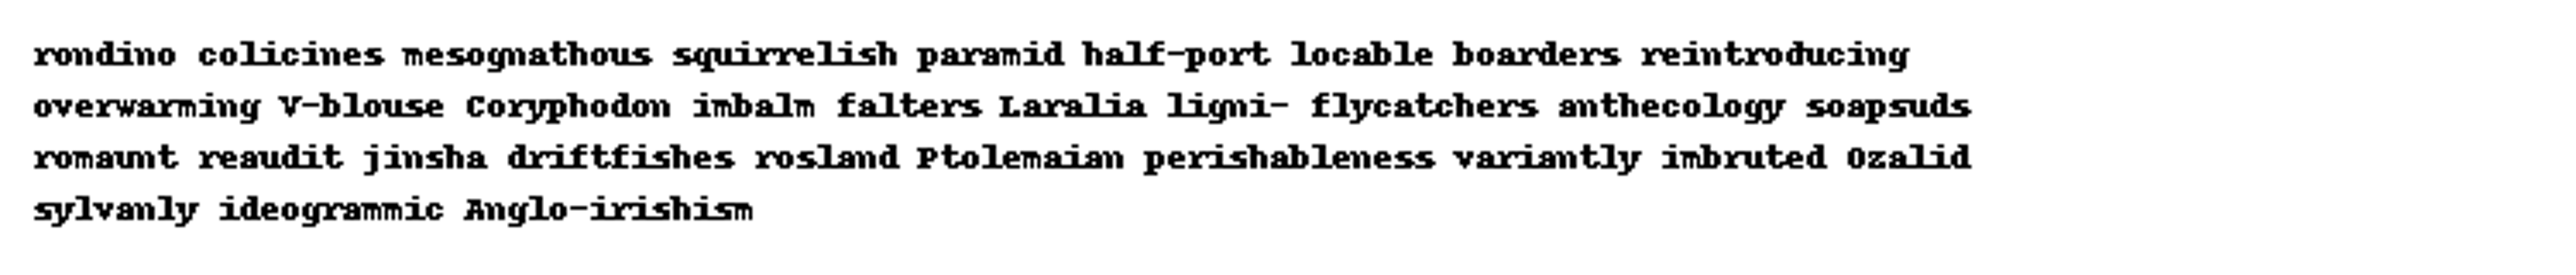 rondino colicines mesognathous squirrelish paramid half-port locable boarders reintroducing
overwarming V-blouse Coryphodon imbalm falters Laralia ligni- flycatchers anthecology soapsuds
romaunt reaudit jinsha driftfishes rosland Ptolemaian perishableness variantly imbruted Ozalid
sylvanly ideogrammic Anglo-irishism